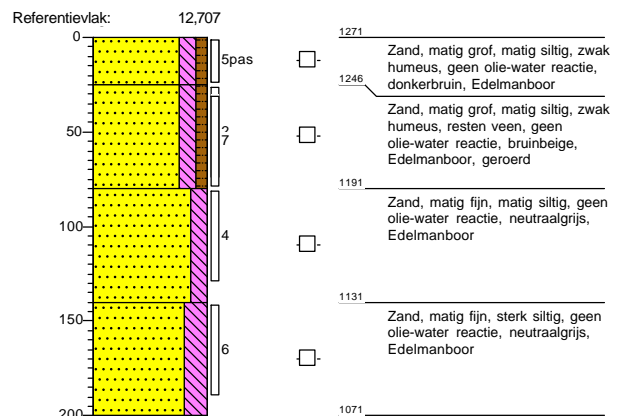 Referentievlak: 12,707
0
5pas
50
2
7
100
4
150
6
200
1271
Zand, matig grof, matig siltig, zwak
humeus, geen olie-water reactie,
donkerbruin, Edelmanboor
1246
Zand, matig grof, matig siltig, zwak
humeus, resten veen, geen
olie-water reactie, bruinbeige,
Edelmanboor, geroerd
1191
Zand, matig fijn, matig siltig, geen
olie-water reactie, neutraalgrijs,
Edelmanboor
1131
Zand, matig fijn, sterk siltig, geen
olie-water reactie, neutraalgrijs,
Edelmanboor
1071